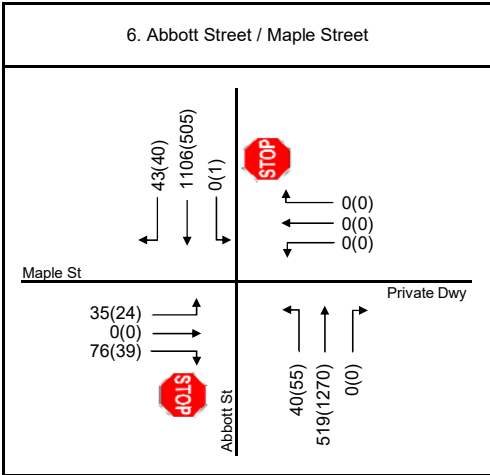 6. Abbott Street / Maple Street
43(40)
1106(505)
0(1)
STOP
0(0)
0(0)
0(0)
Maple St
Private Dwy
35(24)
0(0)
76(39)
STOP
Abbott St
40(55)
519(1270)
0(0)